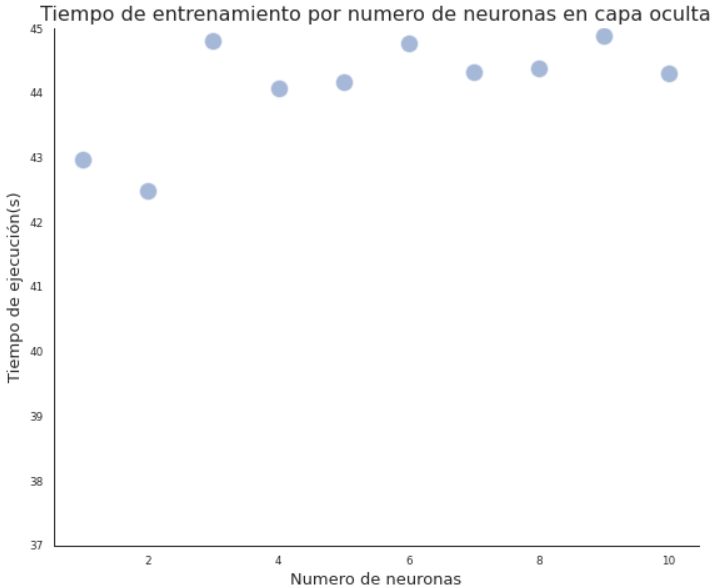 Tiempo de entrenamiento por numero de neuronas en capa oculta
45
44
43
42
41
40
39
38
37
Tiempo de ejecución(s)
2 4 6 8 10
Numero de neuronas